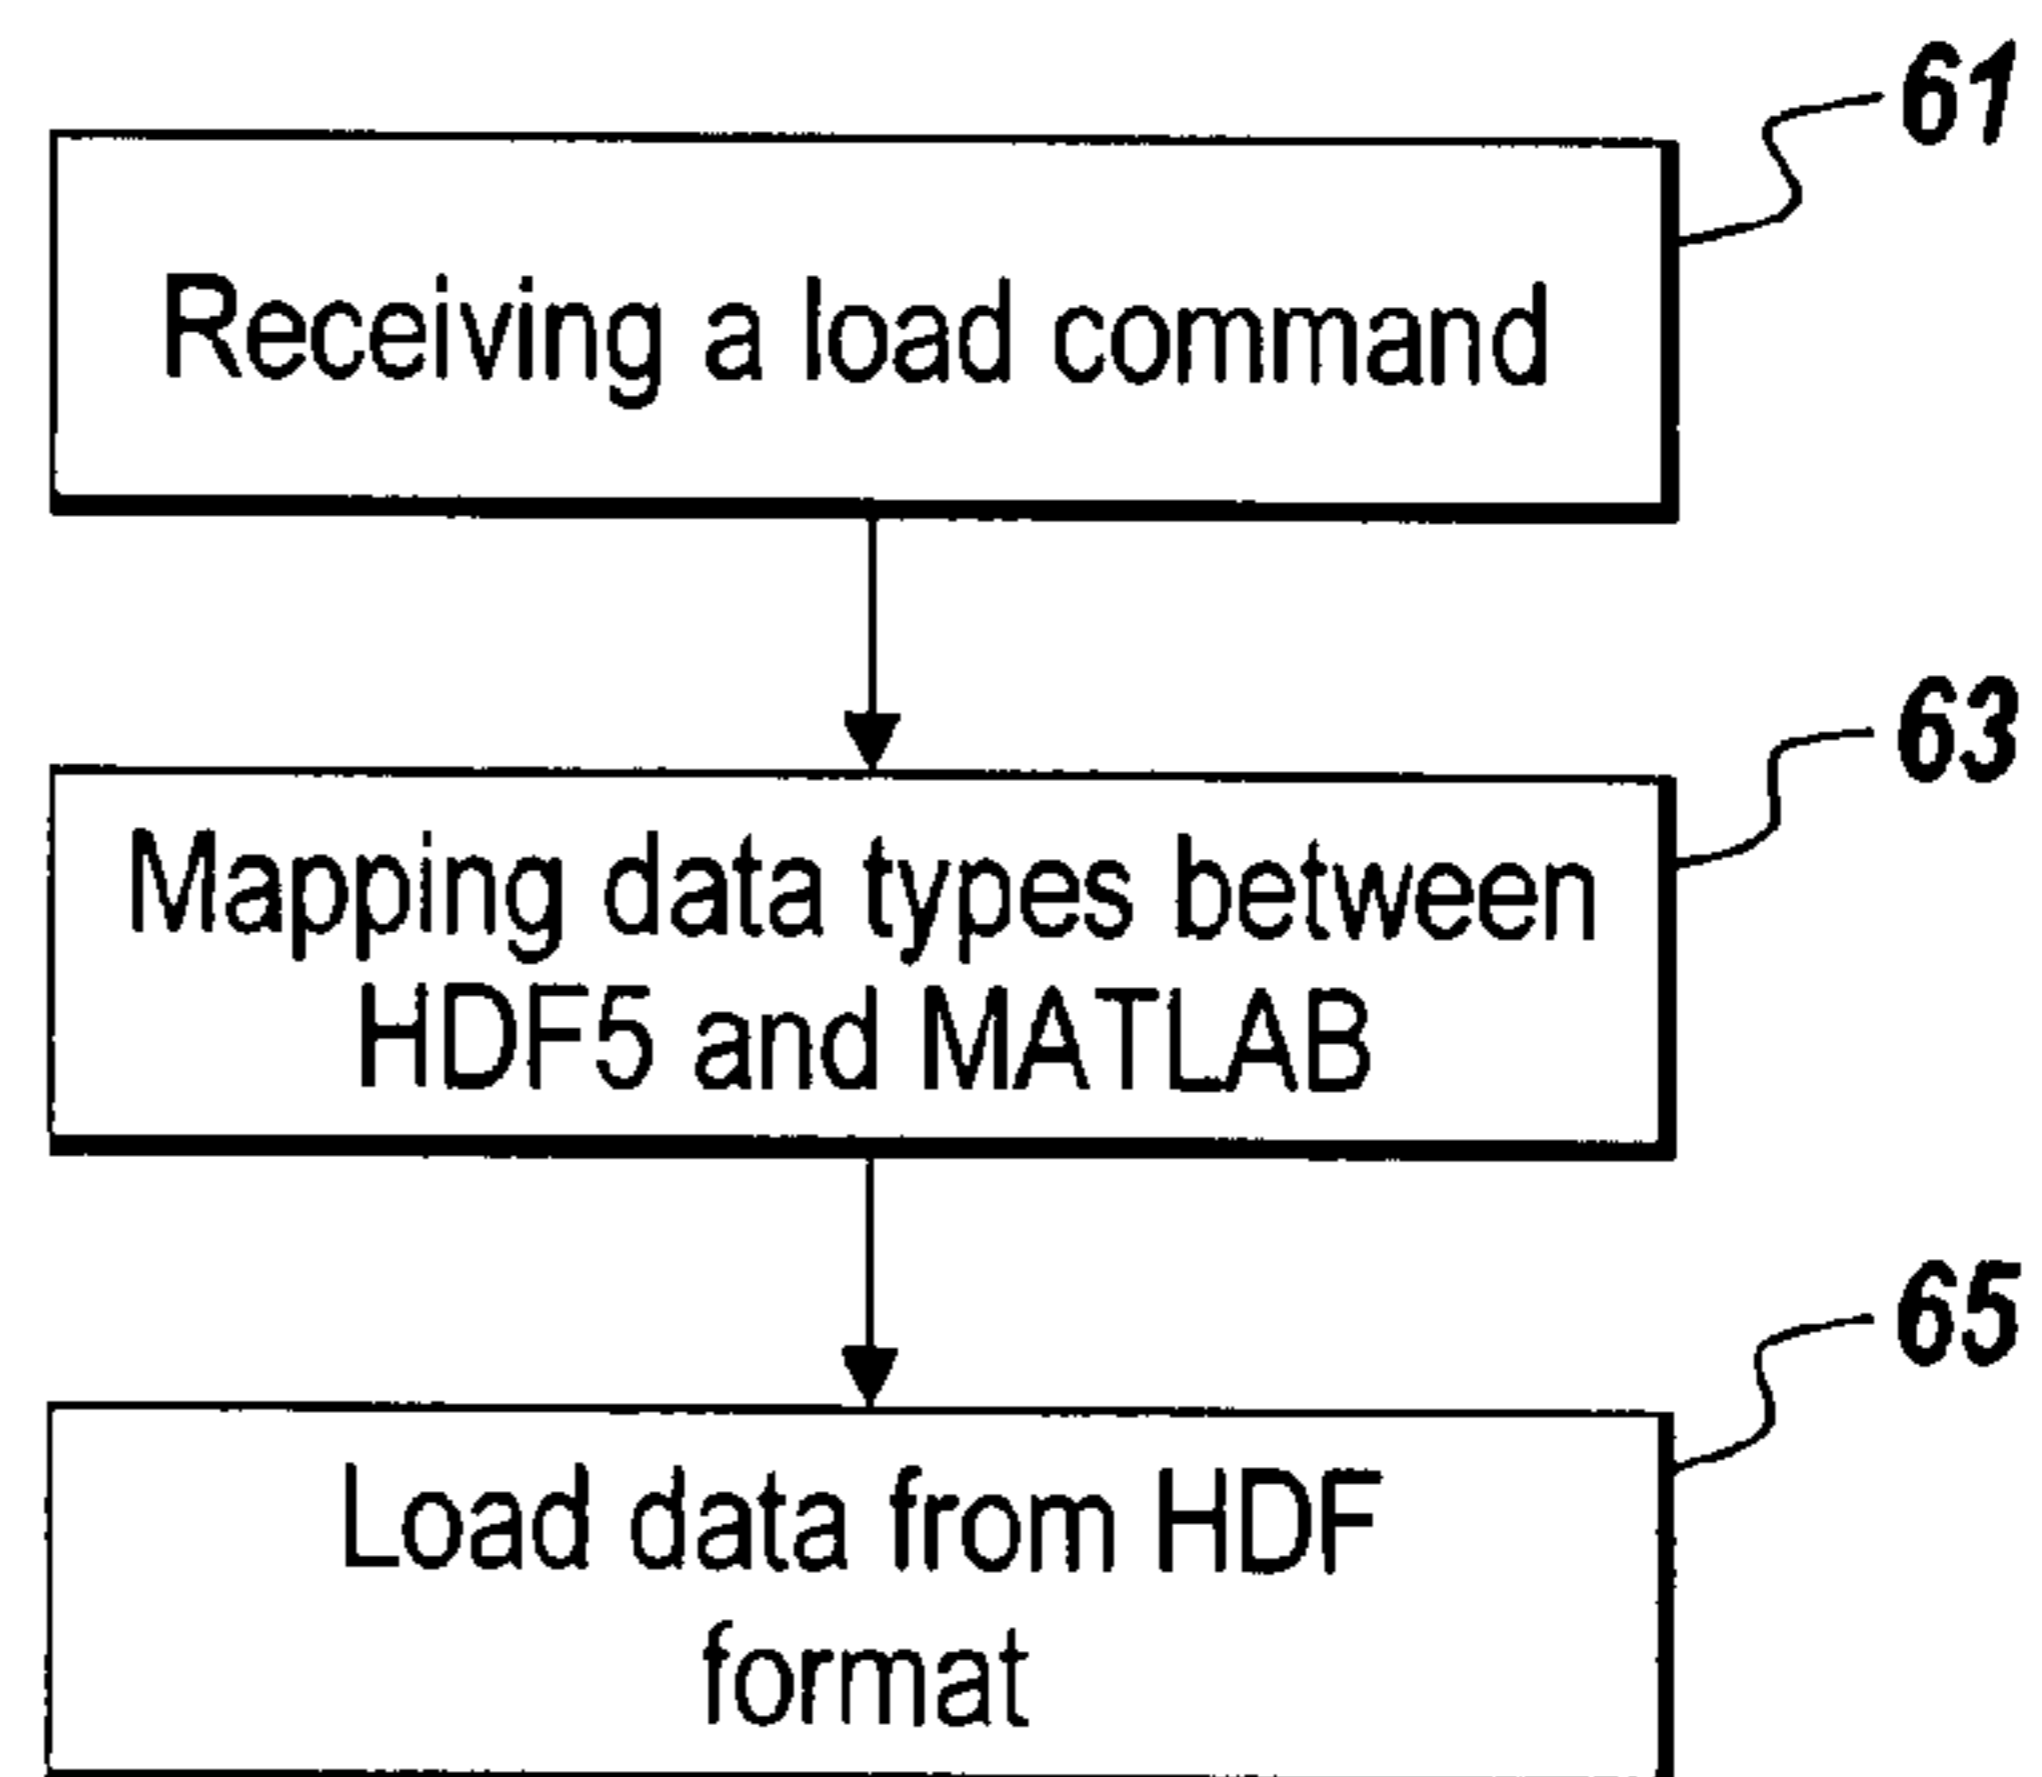 61
Receiving a load command
63
Mapping data types between
HDF5 and MATLAB
65
Load data from HDF
format